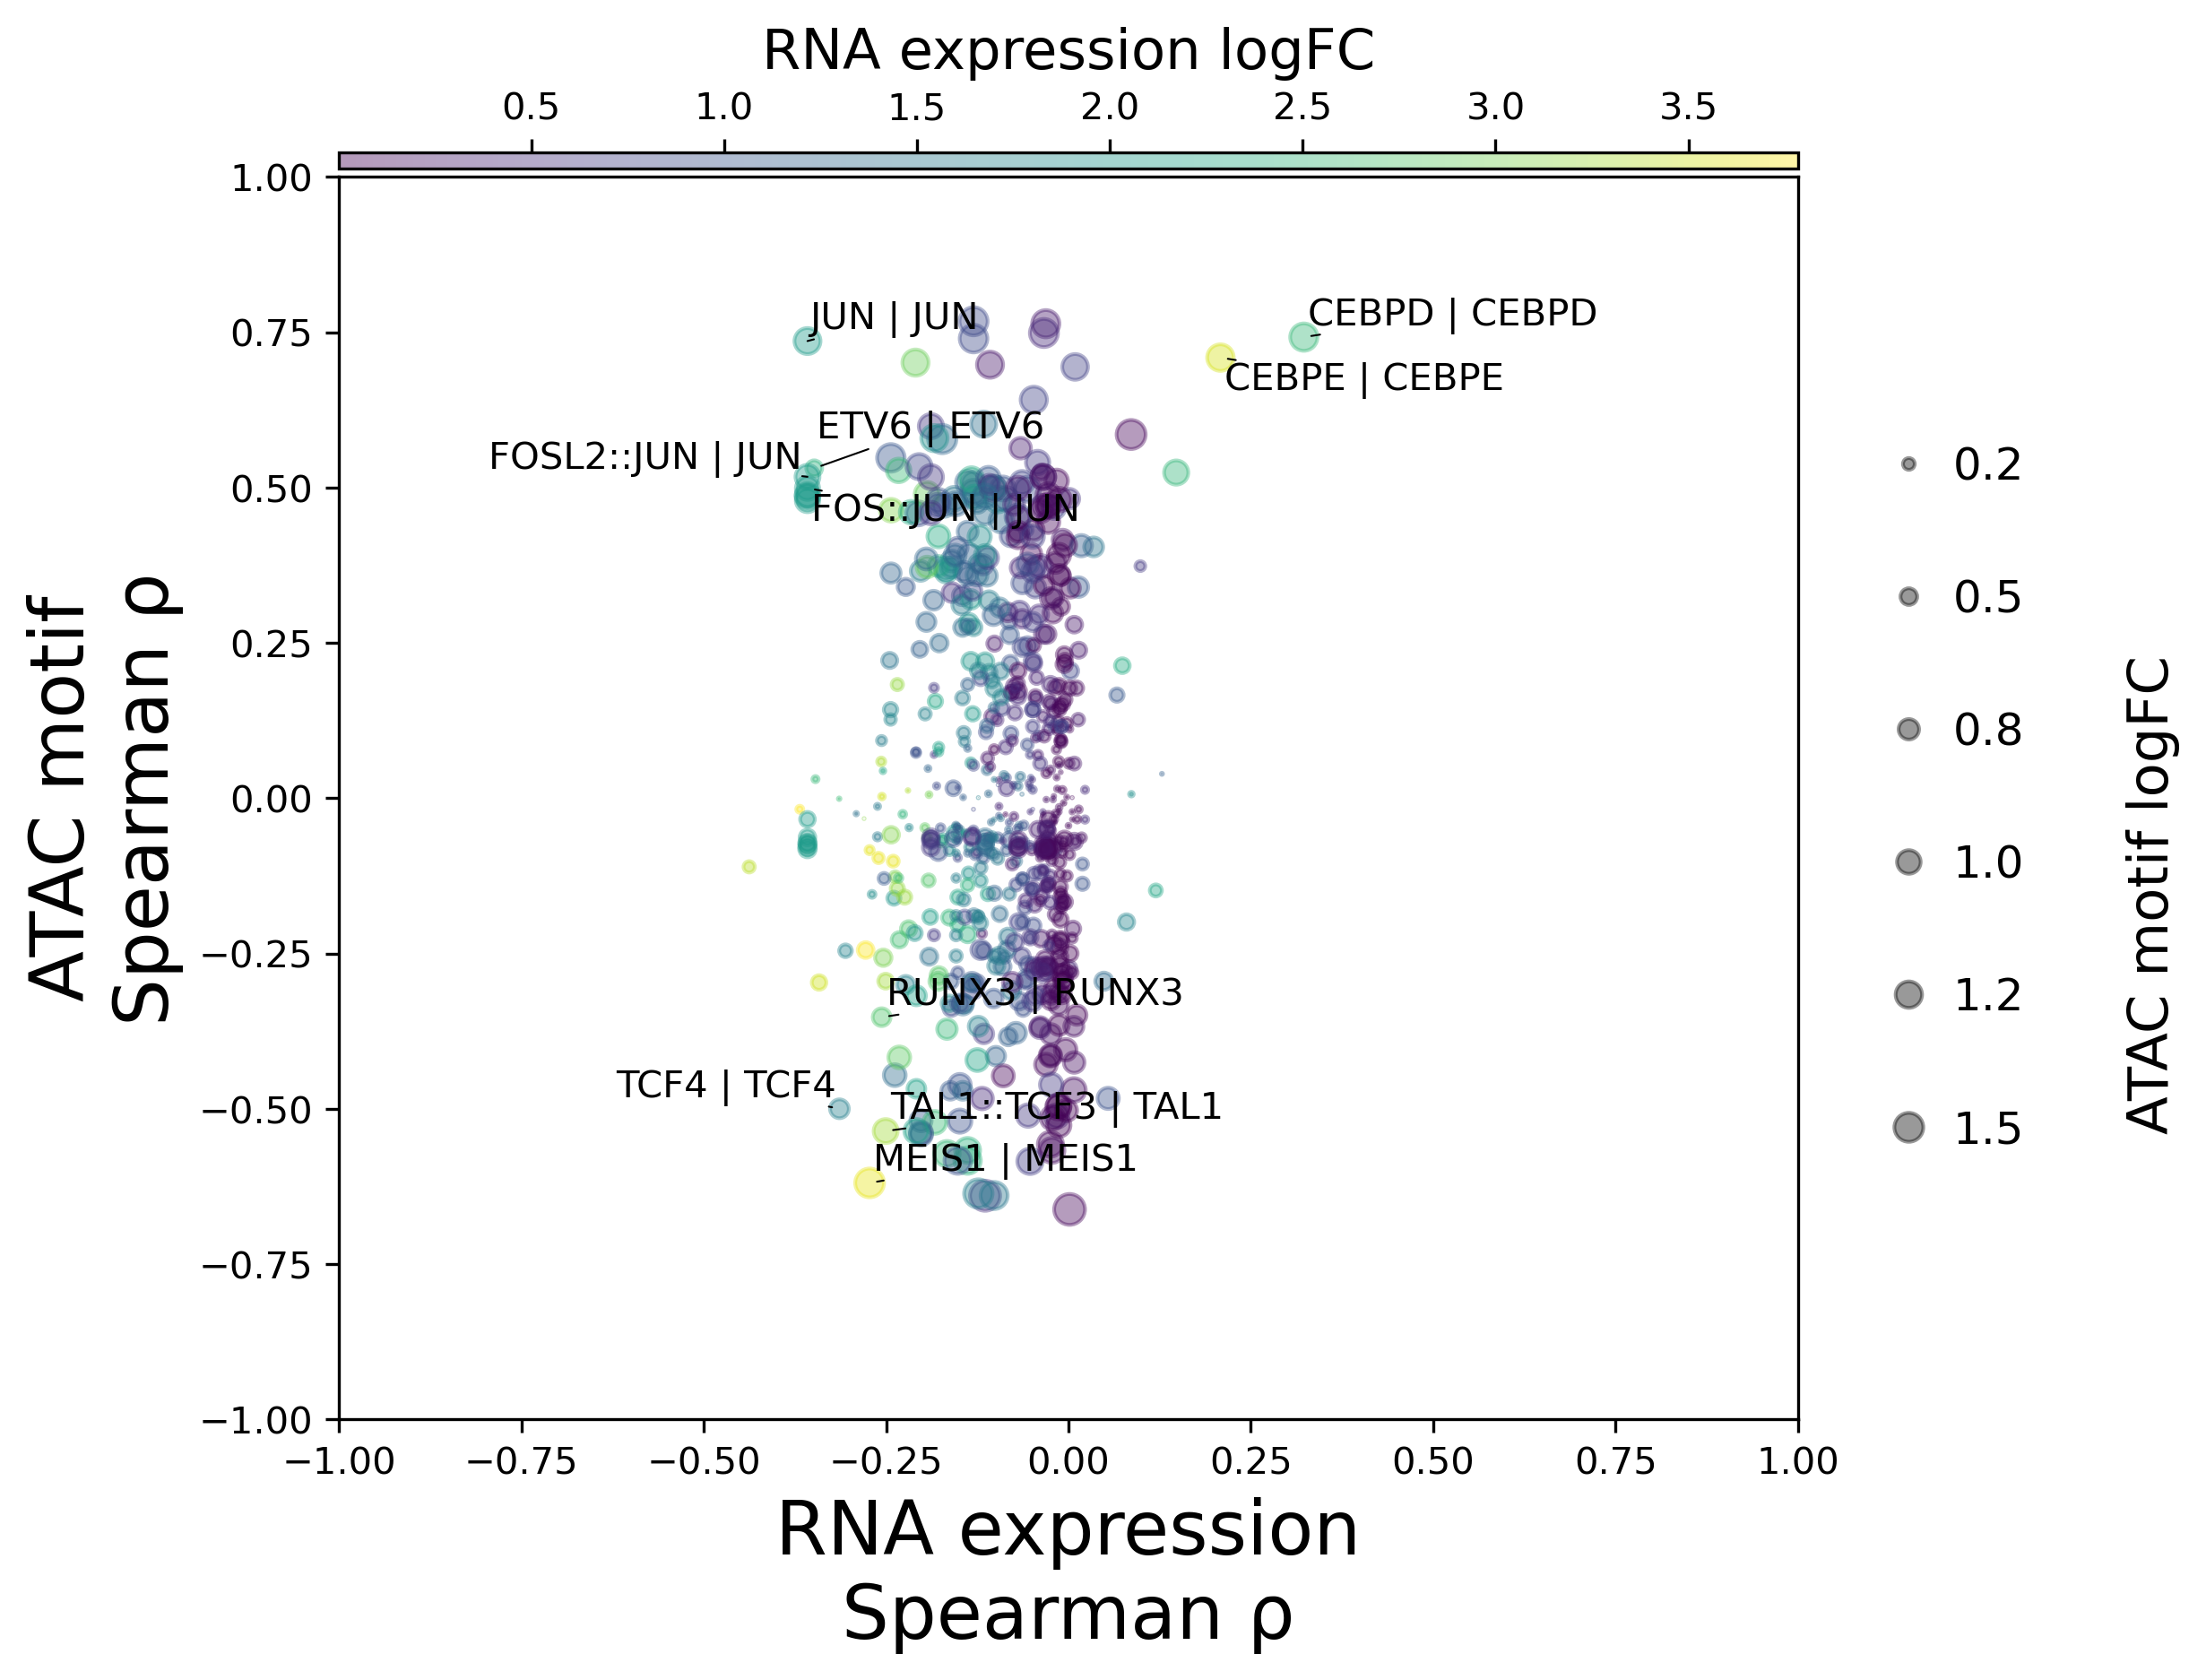 RNA expression logFC
0.5 1.0 1.5 2.0 2.5 3.0 3.5
1.00
0.75
0.50
0.25
0.00
−0.25
−0.50
−0.75
−1.00
ATAC motif
Spearman ρ
JUN | JUN
CEBPD | CEBPD
CEBPE | CEBPE
ETV6 | ETV6
FOSL2::JUN | JUN
FOS::JUN | JUN
RUNX3 | RUNX3
TCF4 | TCF4
TAL1::TCF3 | TAL1
MEIS1 | MEIS1
−1.00 −0.75 −0.50 −0.25 0.00 0.25 0.50 0.75 1.00
RNA expression
Spearman ρ
0.2
0.5
0.8
1.0
1.2
1.5
ATAC motif logFC